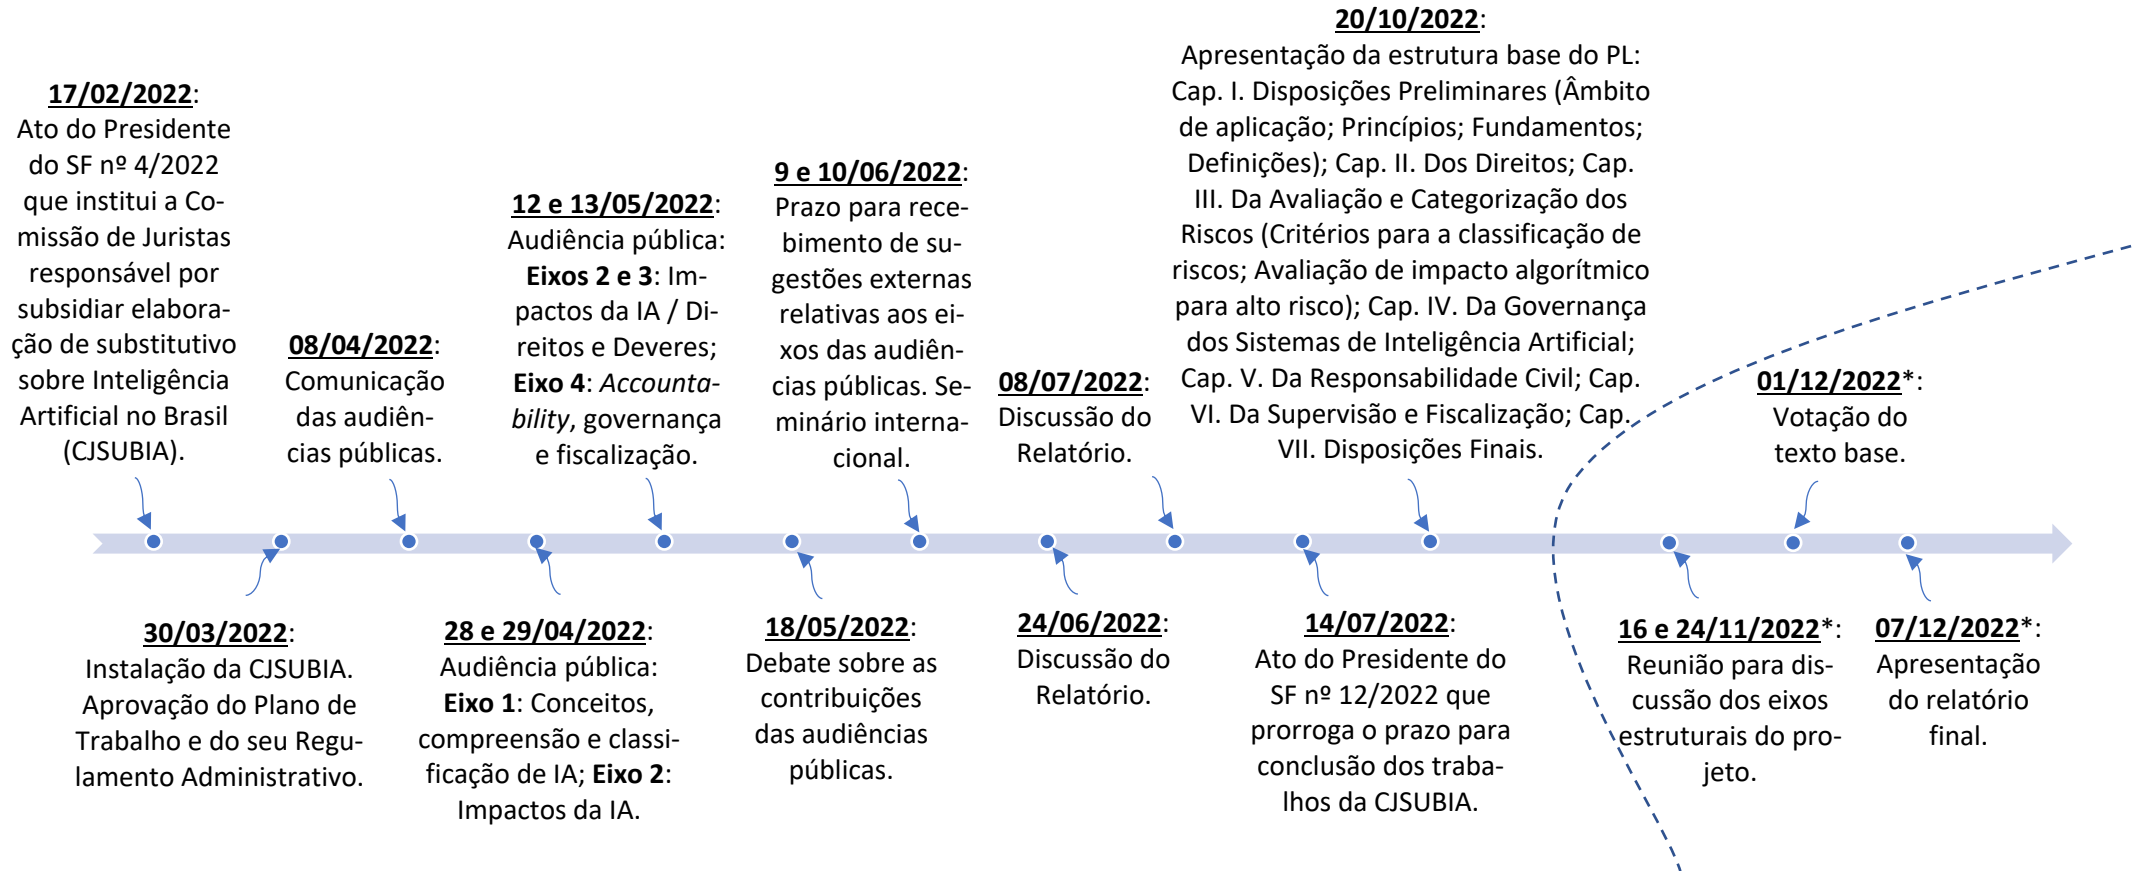 17/02/2022:
Ato do Presidente
do SF nº 4/2022
que institui a Co-
missão de Juristas
responsável por
subsidiar elabora-
ção de substitutivo
sobre Inteligência
Artificial no Brasil
(CJSUBIA).
30/03/2022:
Instalação da CJSUBIA.
Aprovação do Plano de
Trabalho e do seu Regu-
lamento Administrativo.
08/04/2022:
Comunicação
das audiên-
cias públicas.
28 e 29/04/2022:
Audiência pública:
Eixo 1: Conceitos,
compreensão e classi-
ficação de IA; Eixo 2:
Impactos da IA.
12 e 13/05/2022:
Audiência pública:
Eixos 2 e 3: Im-
pactos da IA / Di-
reitos e Deveres;
Eixo 4: Accounta-
bility, governança
e fiscalização.
18/05/2022:
Debate sobre as
contribuições
das audiências
públicas.
9 e 10/06/2022:
Prazo para rece-
bimento de su-
gestões externas
relativas aos ei-
xos das audiên-
cias públicas. Se-
minário interna-
cional.
24/06/2022:
Discussão do
Relatório.
08/07/2022:
Discussão do
Relatório.
14/07/2022:
Ato do Presidente do
SF nº 12/2022 que
prorroga o prazo para
conclusão dos traba-
lhos da CJSUBIA.
20/10/2022:
Apresentação da estrutura base do PL:
Cap. I. Disposições Preliminares (Âmbito
de aplicação; Princípios; Fundamentos;
Definições); Cap. II. Dos Direitos; Cap.
III. Da Avaliação e Categorização dos
Riscos (Critérios para a classificação de
riscos; Avaliação de impacto algorítmico
para alto risco); Cap. IV. Da Governança
dos Sistemas de Inteligência Artificial;
Cap. V. Da Responsabilidade Civil; Cap.
VI. Da Supervisão e Fiscalização; Cap.
VII. Disposições Finais.
16 e 24/11/2022*:
Reunião para dis-
cussão dos eixos
estruturais do pro-
jeto.
01/12/2022*:
Votação do
texto base.
07/12/2022*:
Apresentação
do relatório
final.